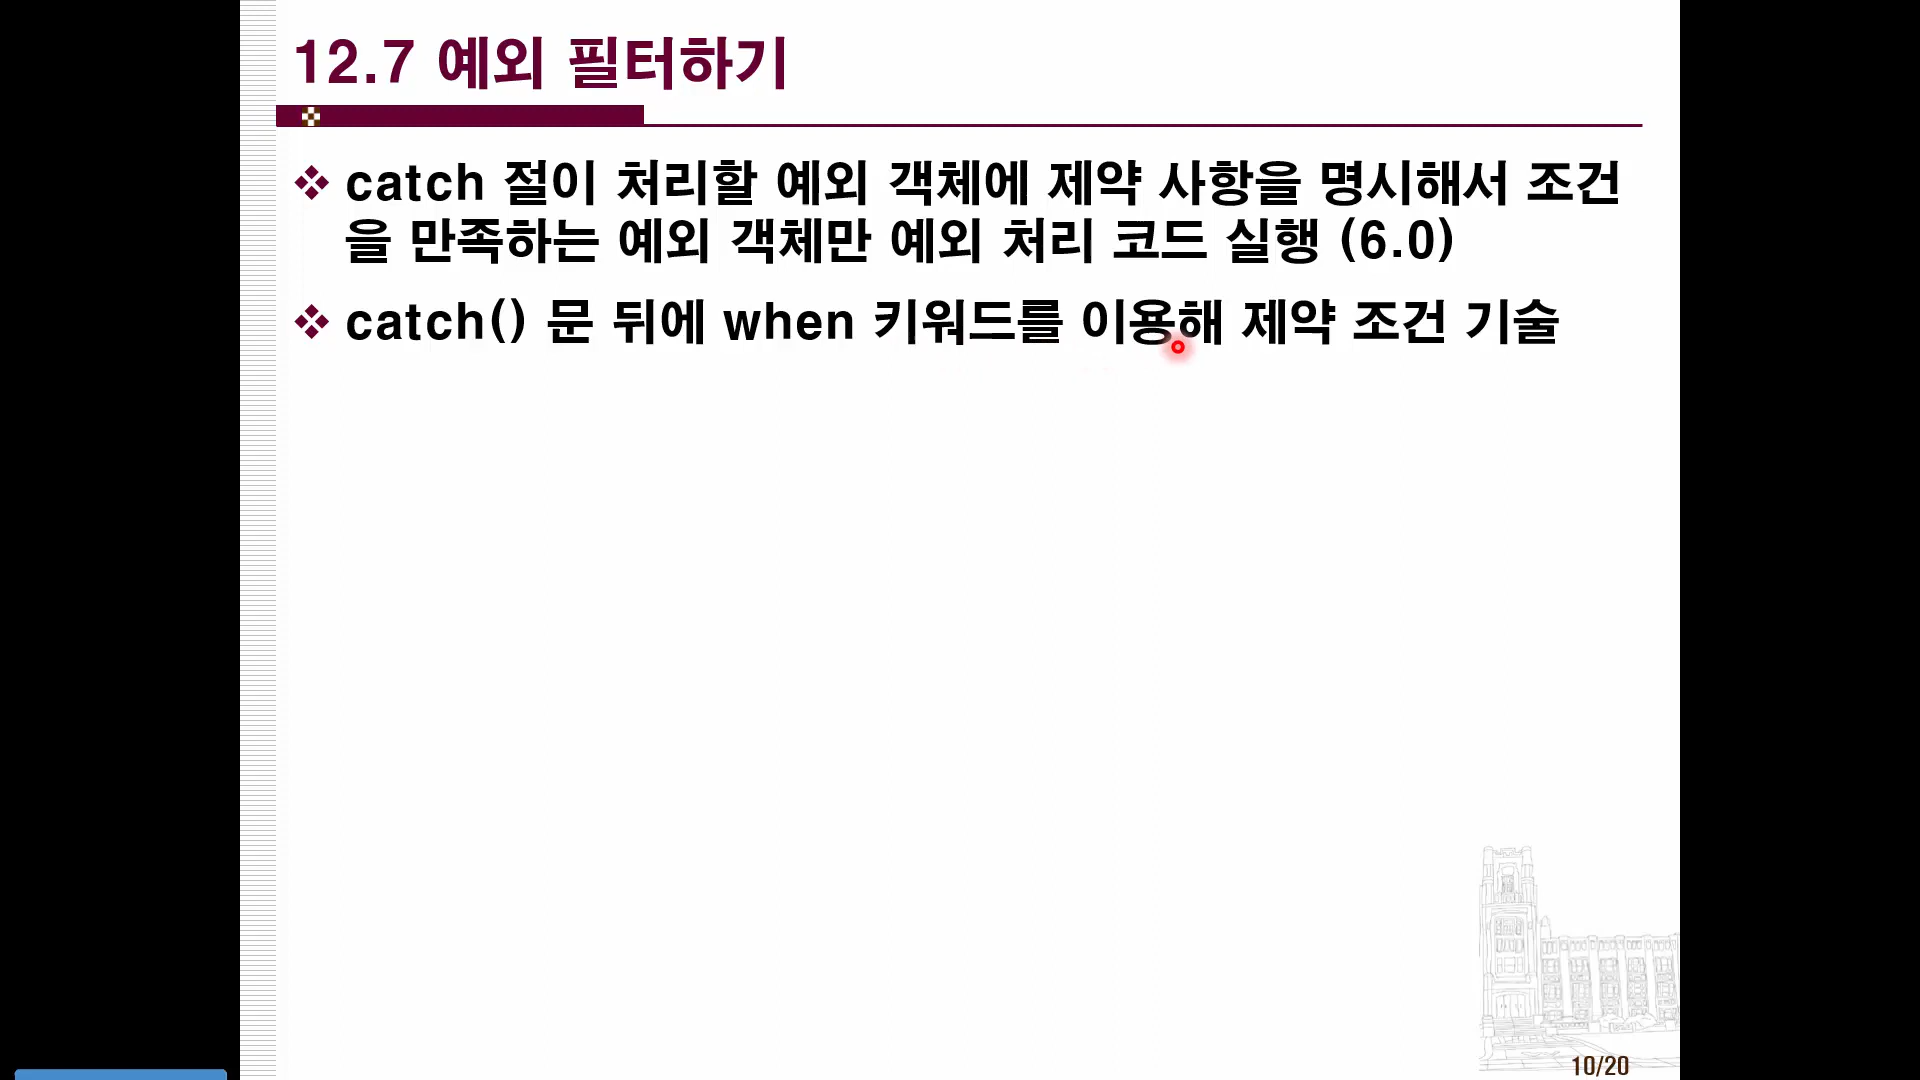 12.7 예외 필터하기
catch 절이 처리할 예외 객체에 제약 사항을 명시해서 조건
을 만족하는 예외 객체만 예외 처리 코드 실행 (6.0)
catch() 문 뒤에 when 키워드를 이용해 제약 조건 기술
10/20